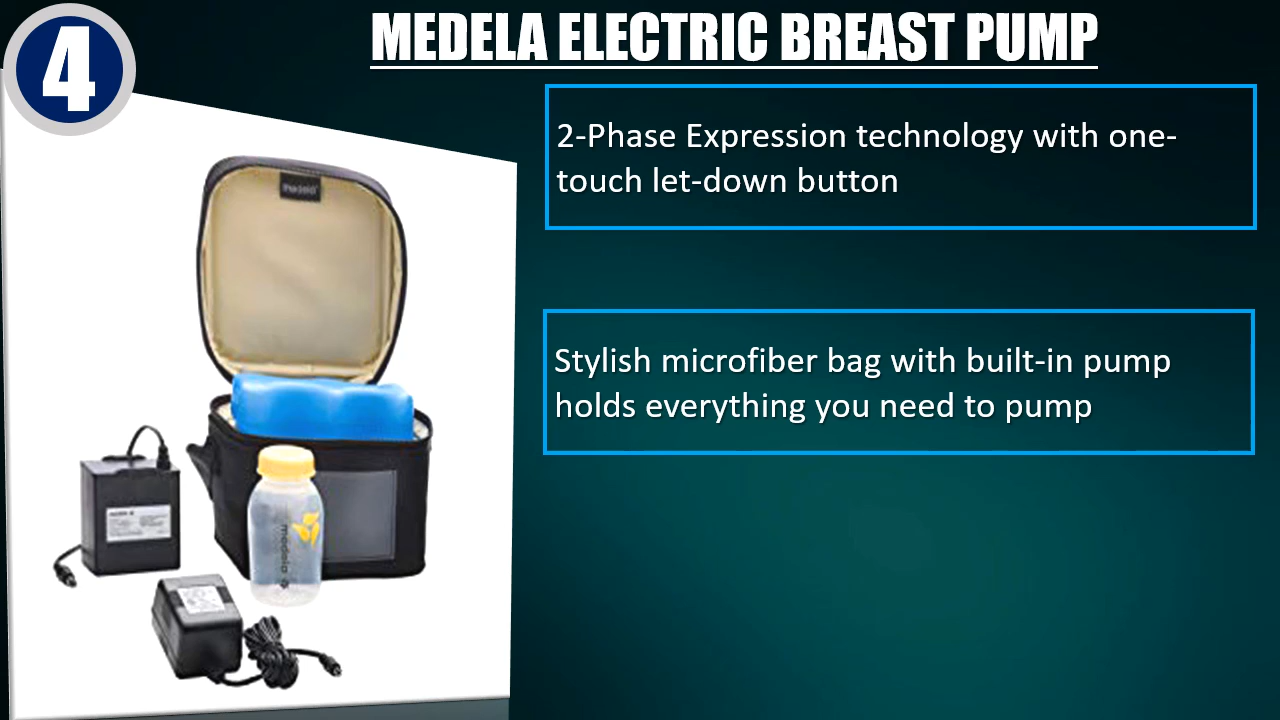 4
MEDELA ELECTRIC BREAST PUMP
2-Phase Expression technology with one-
touch let-down button
Stylish microfiber bag with built-in pump
holds everything you need to pump
medela
medela